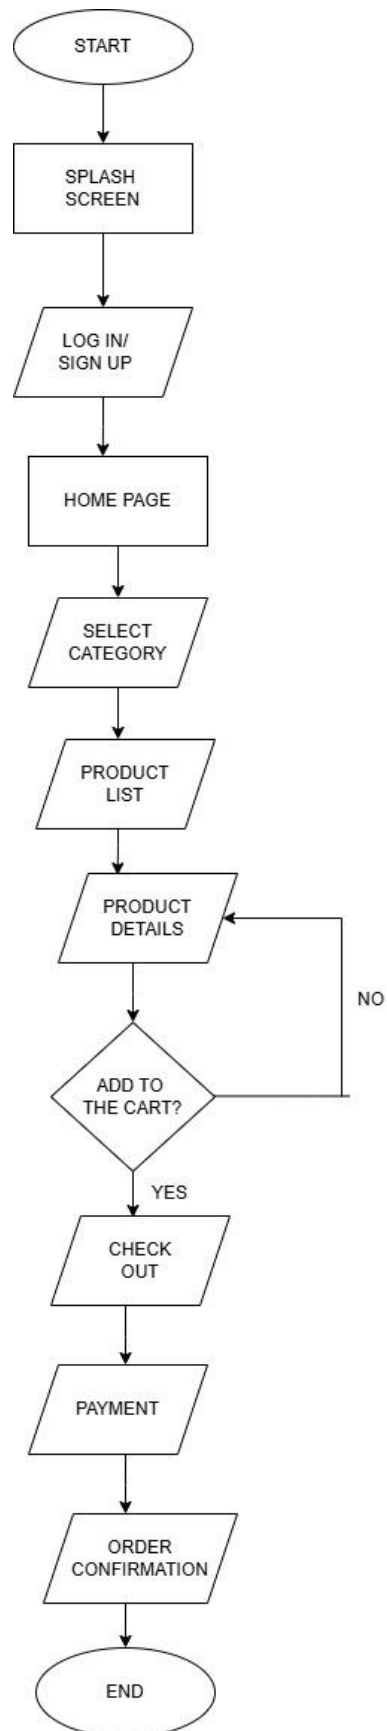 START
SPLASH
SCREEN
LOG IN/
SIGN UP
HOME PAGE
SELECT
CATEGORY
PRODUCT
LIST
PRODUCT
DETAILS
NO
ADD TO
THE CART?
YES
CHECK
OUT
PAYMENT
ORDER
CONFIRMATION
END